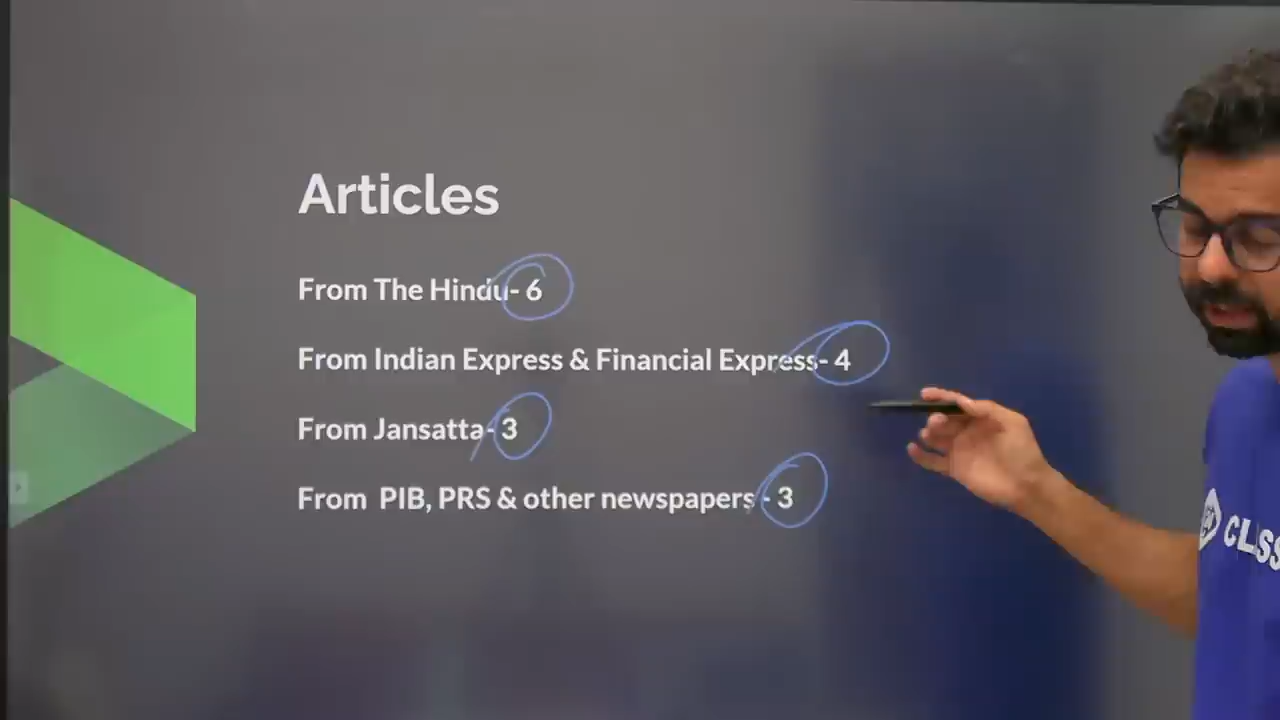 Articles
From The Hindu- 6
From Indian Express & Financial Express- 4
From Jansatta- 3
From PIB, PRS & other newspapers - 3